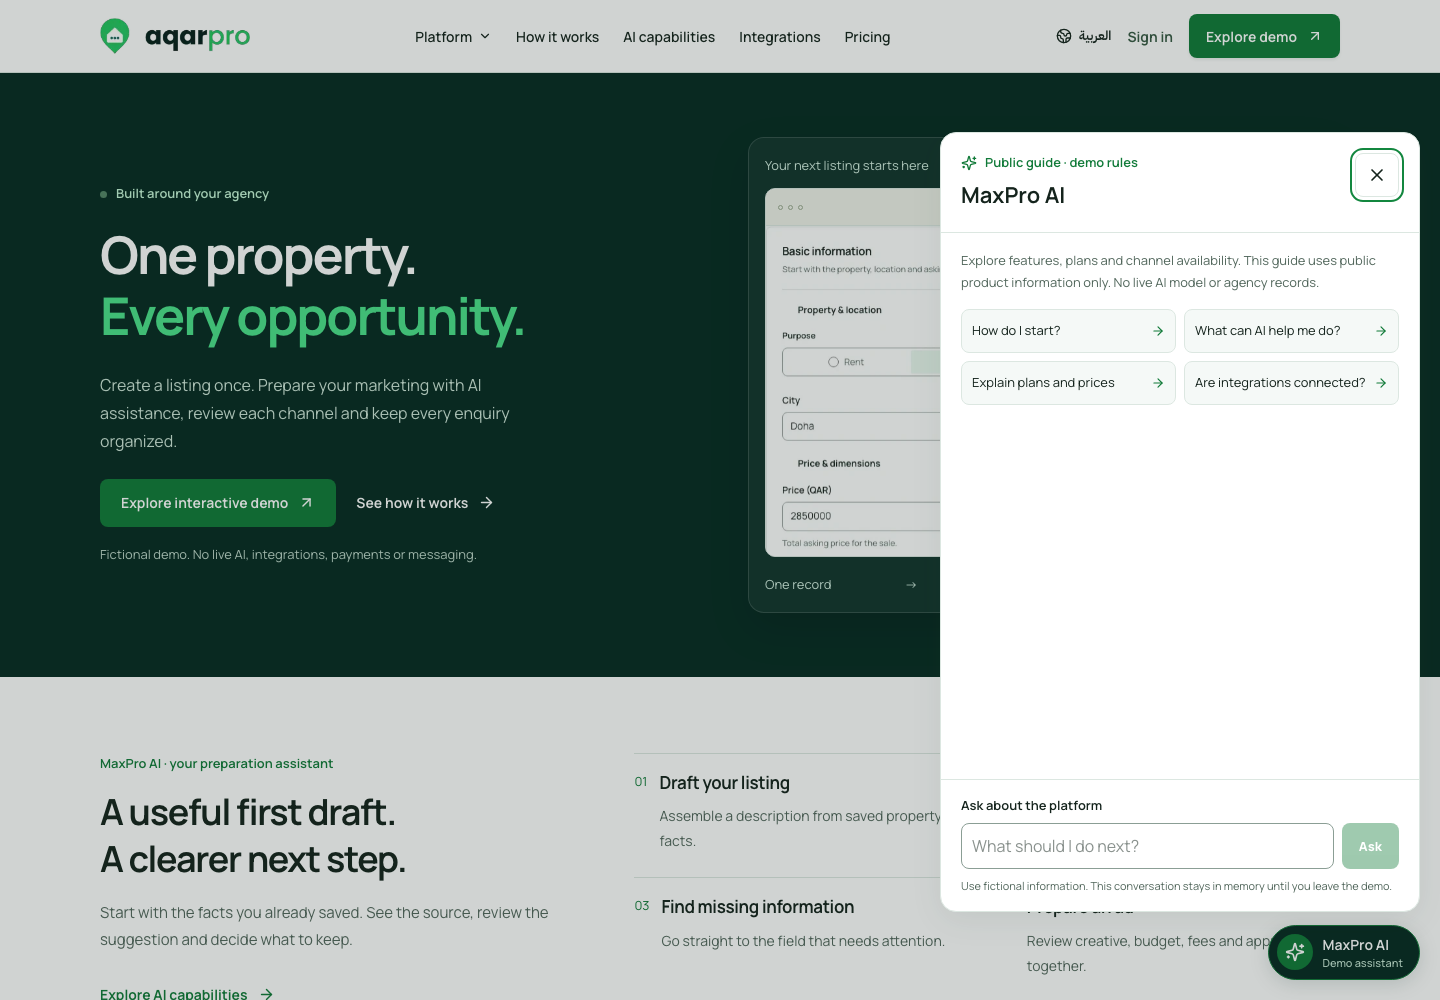 aqarpro
Platform
How it works
AI capabilities
Integrations
Pricing
العربية
Sign in
Explore demo
Built around your agency
One property.
Every opportunity.
Create a listing once. Prepare your marketing with AI
assistance, review each channel and keep every enquiry
organized.
Explore interactive demo
See how it works
Fictional demo. No live AI, integrations, payments or messaging.
Your next listing starts here
Basic information
Start with the property, location and
Property & location
Purpose
Rent
City
Doha
Price & dimensions
Price (QAR)
2850000
Total asking price for the sale.
One record
Public guide · demo rules
MaxPro AI
Explore features, plans and channel availability. This guide uses public
product information only. No live AI model or agency records.
How do I start?
What can AI help me do?
Explain plans and prices
Are integrations connected?
Ask about the platform
What should I do next?
Ask
Use fictional information. This conversation stays in memory until you leave the demo.
MaxPro AI · your preparation assistant
A useful first draft.
A clearer next step.
Start with the facts you already saved. See the source, review the
suggestion and decide what to keep.
Explore AI capabilities
01
Draft your listing
Assemble a description from saved property
facts.
03
Find missing information
Go straight to the field that needs attention.
Review creative, budget, fees and
together.
MaxPro AI
Demo assistant